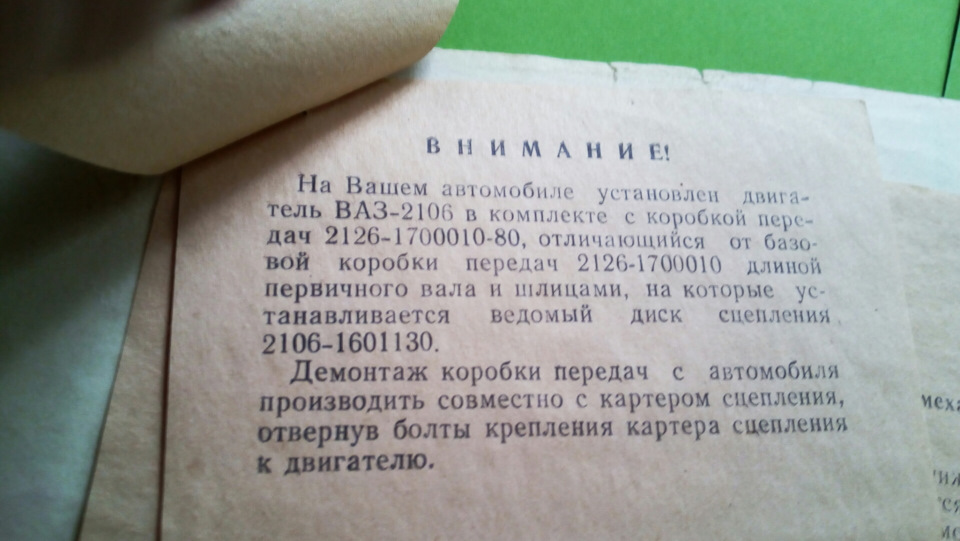 ВНИМАНИЕ!
На Вашем автомобиле установлен двига-
тель ВАЗ-2106 в комплекте с коробкой пере-
дач 2126-1700010-80, отличающийся от базо-
вой коробки передач 2126-1700010 длиной
первичного вала и шлицами, на которые ус-
танавливается ведомый диск сцепления
2106-1601130.
Демонтаж коробки передач с автомобиля
производить совместно с картером сцепления,
отвернув болты крепления картера сцепления
к двигателю.